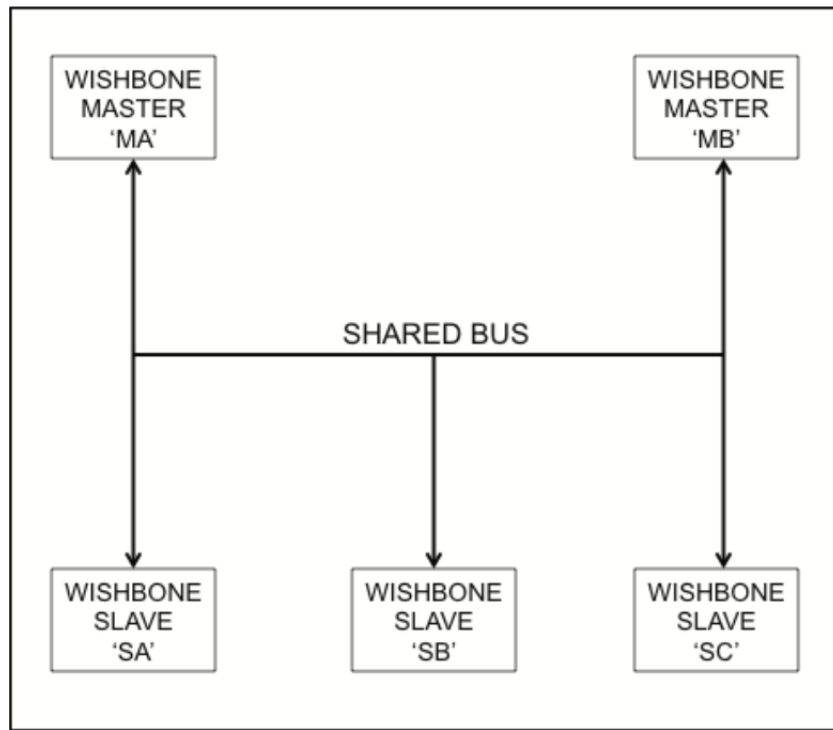 WISHBONE
MASTER
‘MA’
WISHBONE
MASTER
‘MB’
SHARED BUS
WISHBONE
SLAVE
‘SA’
WISHBONE
SLAVE
‘SB’
WISHBONE
SLAVE
‘SC’